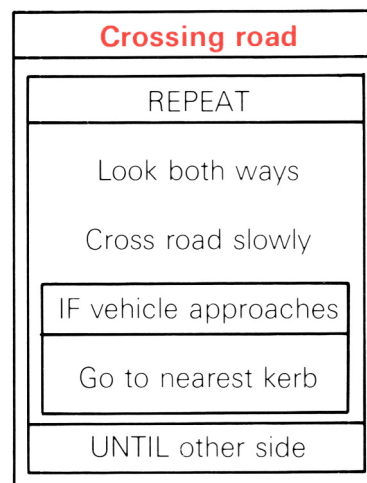 Crossing road
REPEAT
Look both ways
Cross road slowly
IF vehicle approaches
Go to nearest kerb
UNTIL other side